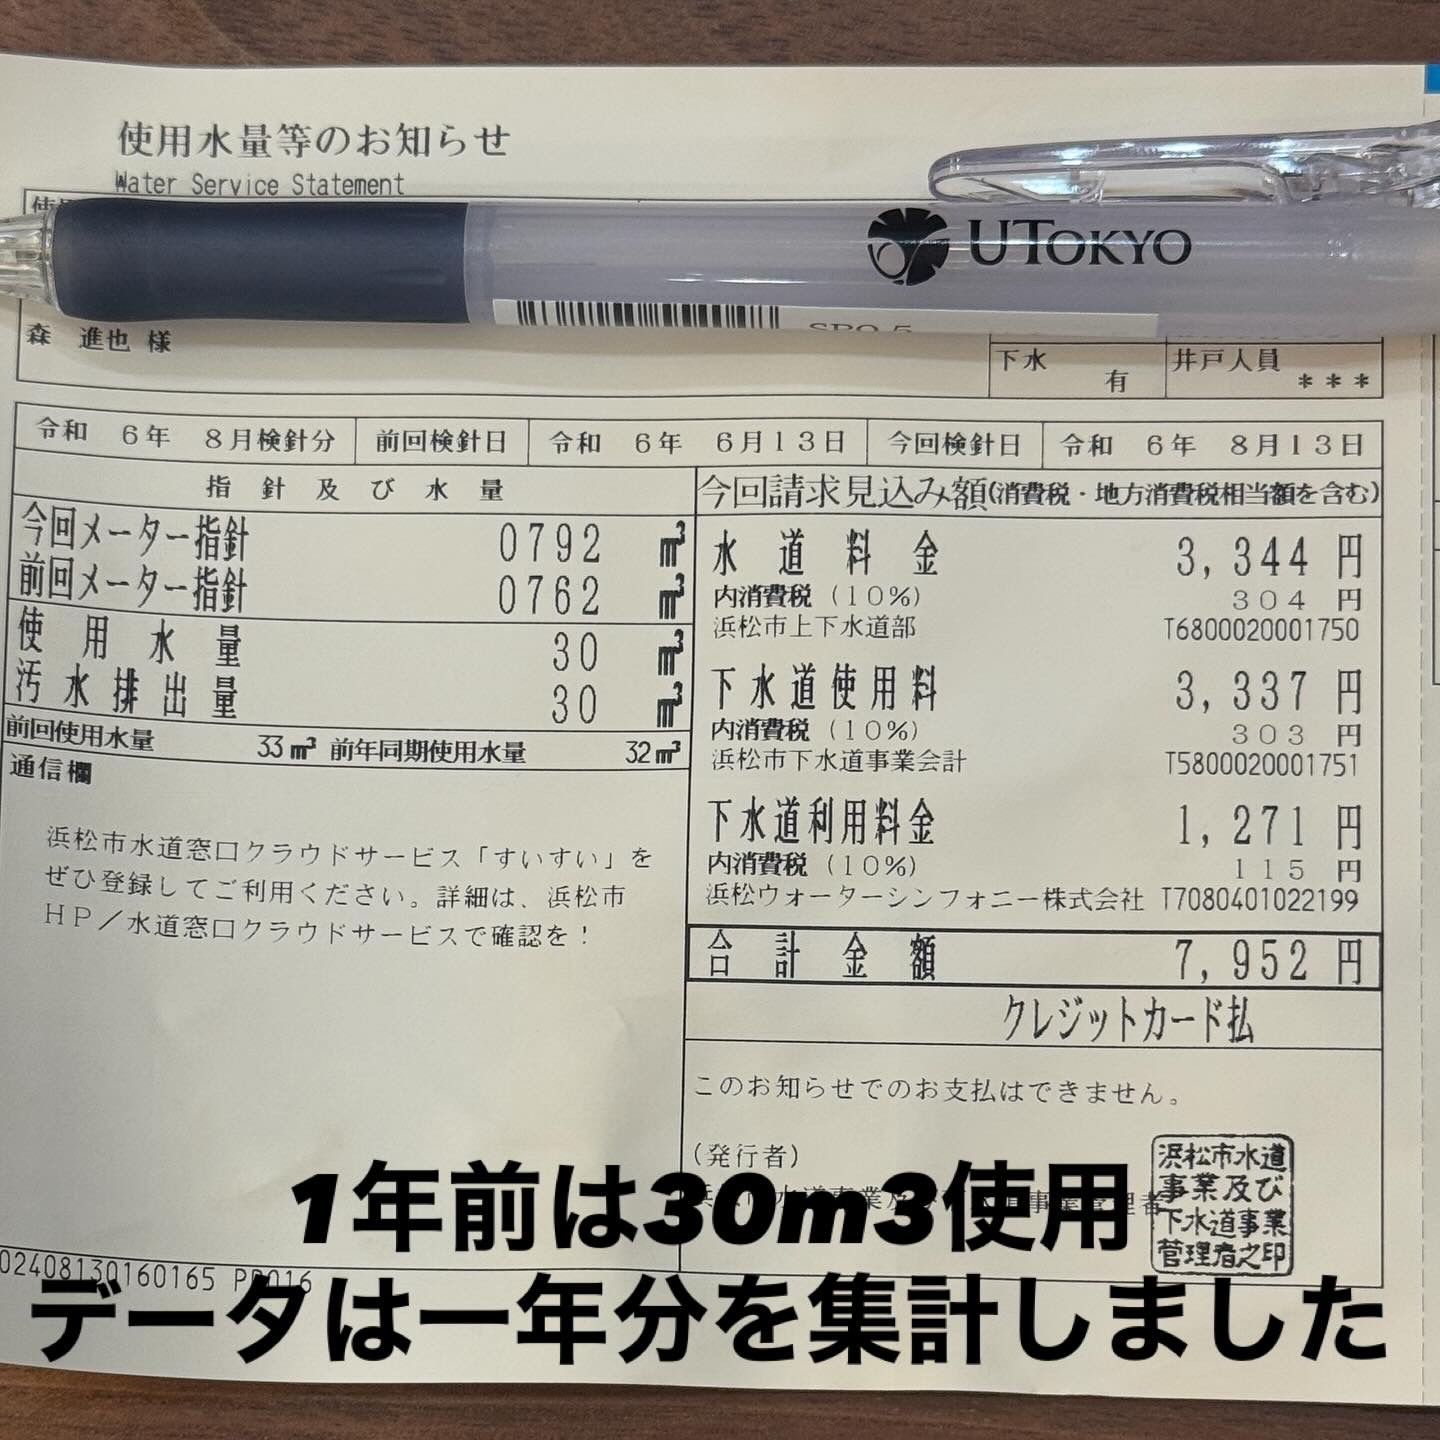 使用水量等のお知らせ
Water Service Statement
UTOKYO
森 進也 様
下水 有
井戸人員 ***
令和 6年 8月検針分 前回検針日 令和 6年 6月13日 今回検針日 令和 6年 8月13日
指針及び水量
今回メーター指針 0792 m³
前回メーター指針 0762 m³
使用水量 30 m³
汚水排出量 30 m³
前回使用水量 33m³ 前年同期使用水量 32m³
通信欄
浜松市水道窓口クラウドサービス「すいすい」を
ぜひ登録してご利用ください。詳細は、浜松市
HP/水道窓口クラウドサービスで確認を!
今回請求見込み額(消費税・地方消費税相当額を含む)
水道料金 3,344 円
内消費税(10%) 304 円
浜松市上下水道部 T6800020001750
下水道使用料 3,337 円
内消費税(10%) 303 円
浜松市下水道事業会計 T5800020001751
下水道利用料金 1,271 円
内消費税(10%) 115 円
浜松ウォーターシンフォニー株式会社 T7080401022199
合計金額 7,952 円
クレジットカード払
このお知らせでのお支払はできません。
(発行者)
浜松市水道
事業及び
下水道事業
管理者之印
1年前は30m3使用
02408130160165
データは一年分を集計しました